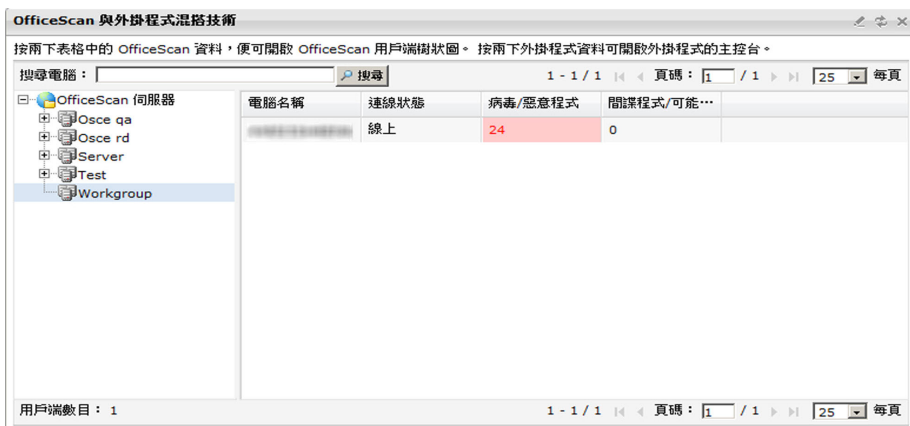 OfficeScan 與外掛程式混搭技術
按兩下表格中的 OfficeScan 資料，便可開啟 OfficeScan 用戶端樹狀圖。 按兩下外掛程式資料可開啟外掛程式的主控台。
搜尋電腦： 搜尋 1 - 1 / 1 頁碼： 1 / 1 25 每頁
OfficeScan 伺服器
Osce qa
Osce rd
Server
Test
Workgroup
電腦名稱 連線狀態 病毒/惡意程式 間諜程式/可能⋯
線上 24 0
用戶端數目： 1 1 - 1 / 1 頁碼： 1 / 1 25 每頁